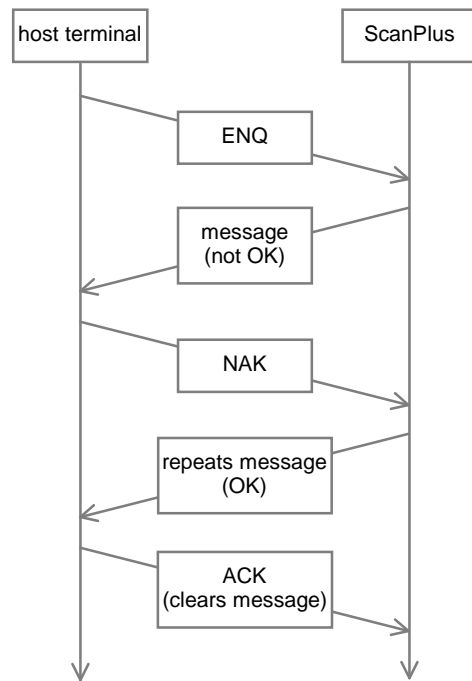 host terminal
ScanPlus
ENQ
message
(not OK)
NAK
repeats message
(OK)
ACK
(clears message)